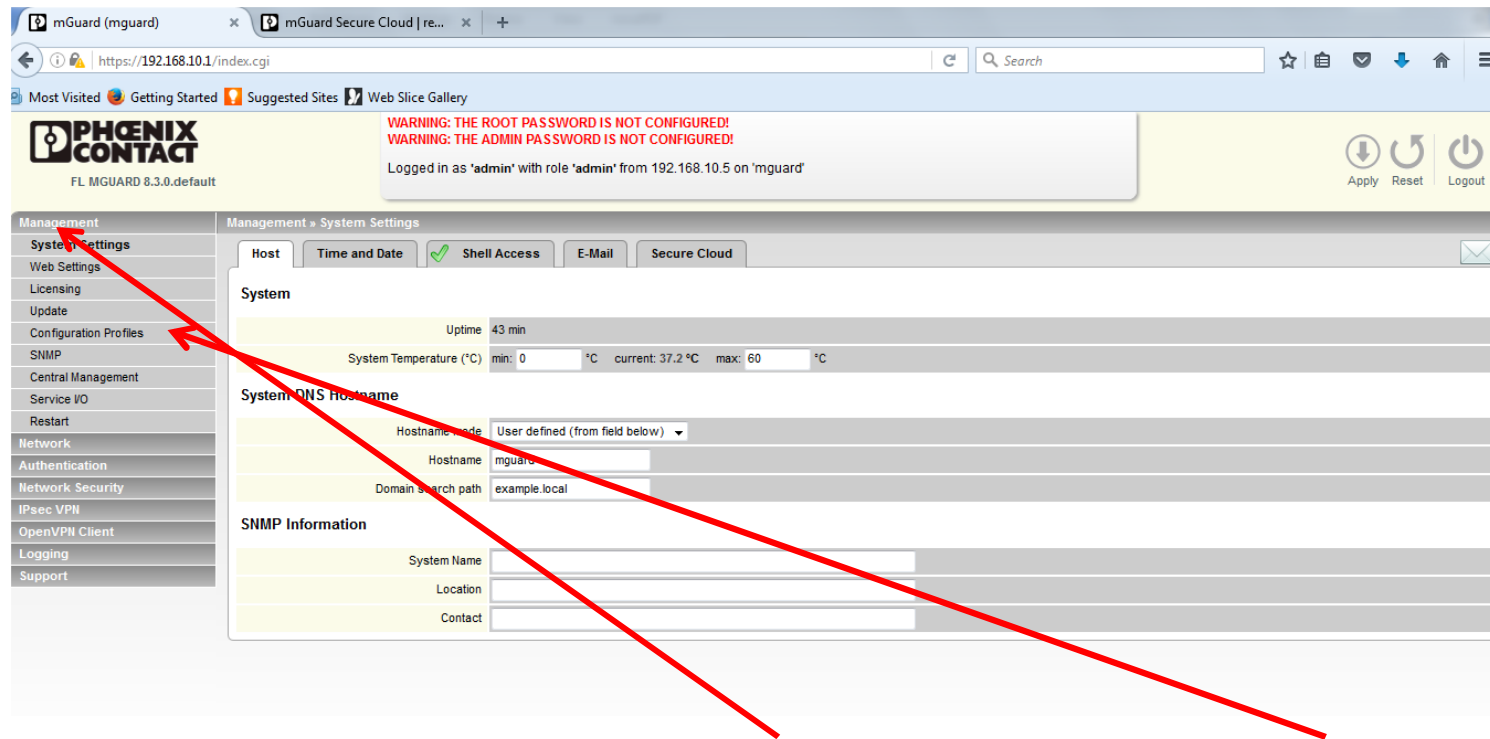 mGuard (mguard)
mGuard Secure Cloud | re...
https://192.168.10.1/index.cgi
Search
Most Visited Getting Started Suggested Sites Web Slice Gallery
PHŒNIX
CONTACT
FL MGUARD 8.3.0.default
WARNING: THE ROOT PASSWORD IS NOT CONFIGURED!
WARNING: THE ADMIN PASSWORD IS NOT CONFIGURED!
Logged in as 'admin' with role 'admin' from 192.168.10.5 on 'mguard'
Apply Reset Logout
Management
System Settings
Web Settings
Licensing
Update
Configuration Profiles
SNMP
Central Management
Service I/O
Restart
Network
Authentication
Network Security
IPsec VPN
OpenVPN Client
Logging
Support
Management » System Settings
Host Time and Date Shell Access E-Mail Secure Cloud
System
Uptime 43 min
System Temperature (°C) min: 0 °C current: 37.2 °C max: 60 °C
System DNS Hostname
Hostname mode User defined (from field below)
Hostname mguard
Domain search path example.local
SNMP Information
System Name
Location
Contact